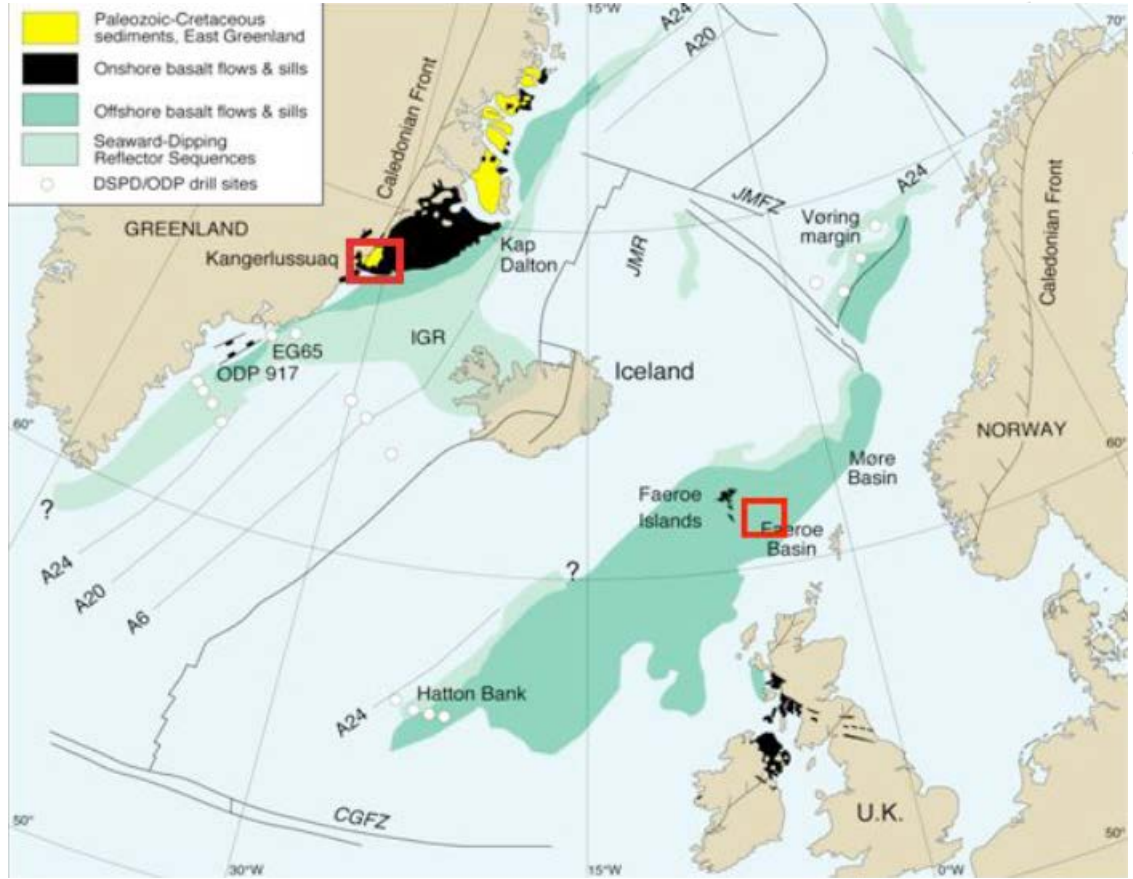 Paleozoic-Cretaceous
sediments, East Greenland
Onshore basalt flows & sills
Offshore basalt flows & sills
Seaward-Dipping
Reflector Sequences
DSPD/ODP drill sites
15°W
A24
A20
70°
Caledonian Front
GREENLAND
Kangerlussuaq
Kap
Dalton
JMFZ
JMR
A24
Vøring
margin
Caledonian Front
IGR
EG65
ODP 917
Iceland
60°
NORWAY
60°
Møre
Basin
Faeroe
Islands
Faeroe
Basin
?
?
A24
A20
A6
Hatton Bank
A24
CGFZ
U.K.
50°
50°
30°W
15°W
0°W